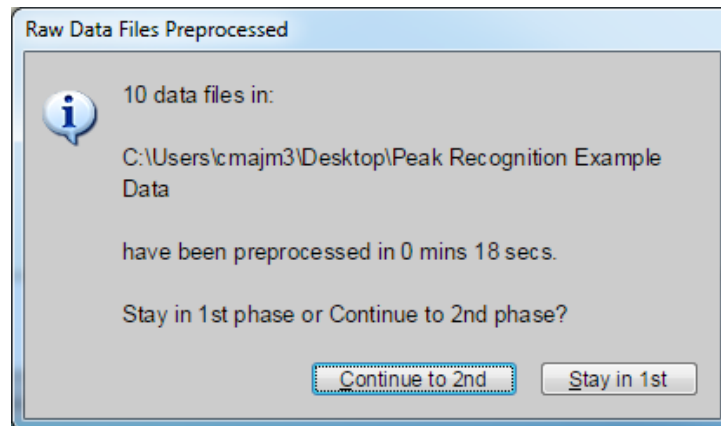 Raw Data Files Preprocessed
10 data files in:
C:\Users\cmajm3\Desktop\Peak Recognition Example
Data
have been preprocessed in 0 mins 18 secs.
Stay in 1st phase or Continue to 2nd phase?
Continue to 2nd
Stay in 1st